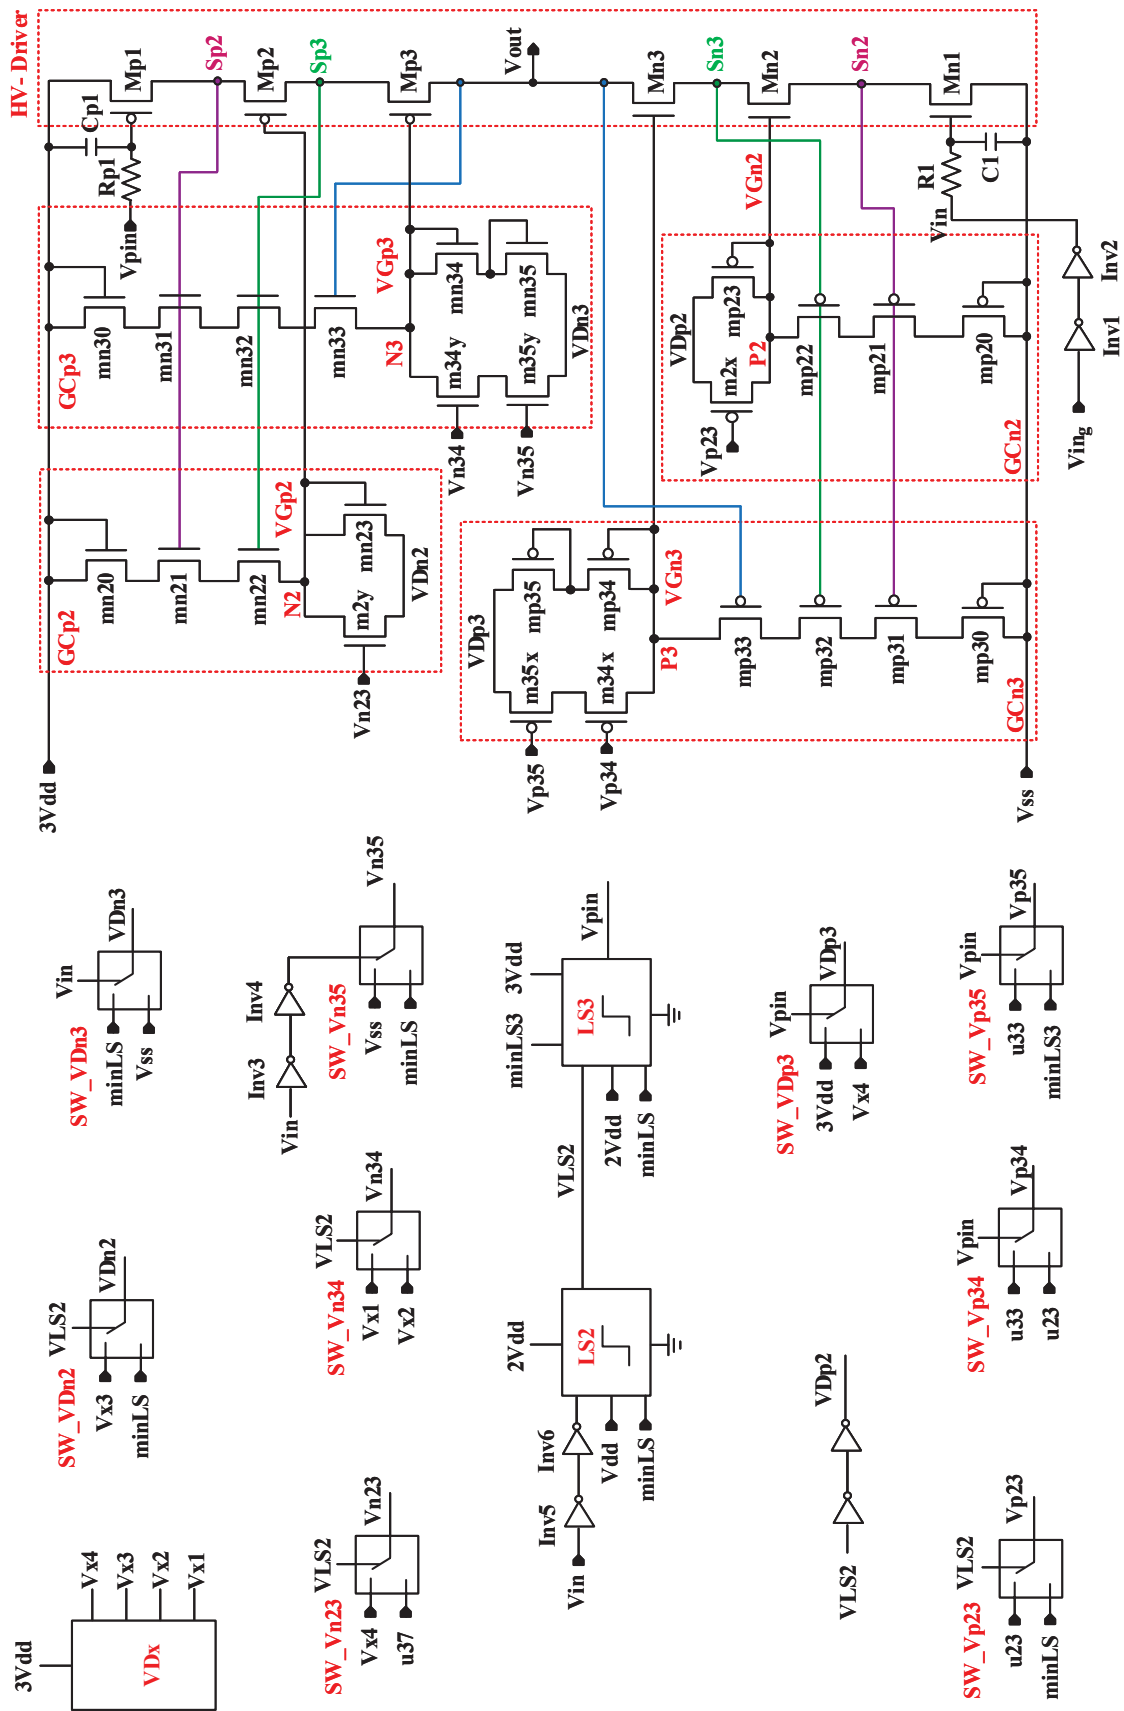 HV- Driver
Mp1
Sp2
Mp2
Sp3
Mp3
Vout
Mn3
Sn3
Mn2
Sn2
Mn1
Cp1
Rp1
Vpin
VGn2
R1
C1
Vin
Inv2
Inv1
Ving
GCp3
mn30
mn31
mn32
mn33
N3
VGp3
mn34
mn35
m34y
m35y
VDn3
Vn34
Vn35
VDp2
mp23
m2x
P2
Vp23
mp22
mp21
mp20
GCn2
GCp2
mn20
mn21
mn22
N2
VGp2
mn23
m2y
VDn2
Vn23
VDp3
mp35
mp34
m35x
m34x
VGn3
P3
Vp35
Vp34
mp33
mp32
mp31
mp30
GCn3
3Vdd
Vss
SW_VDn3
Vin
VDn3
minLS
Vss
Inv4
Inv3
Vin
SW_Vn35
Vn35
Vss
minLS
Vpin
3Vdd
minLS3
LS3
2Vdd
minLS
VLS2
SW_VDp3
Vpin
VDp3
3Vdd
Vx4
SW_Vp35
Vpin
Vp35
u33
minLS3
SW_VDn2
VLS2
VDn2
Vx3
minLS
SW_Vn34
VLS2
Vn34
Vx1
Vx2
2Vdd
LS2
Inv6
Inv5
Vin
Vdd
minLS
VDp2
VLS2
SW_Vp34
Vpin
Vp34
u33
u23
3Vdd
VDx
Vx4
Vx3
Vx2
Vx1
SW_Vn23
VLS2
Vn23
Vx4
u37
SW_Vp23
VLS2
Vp23
u23
minLS